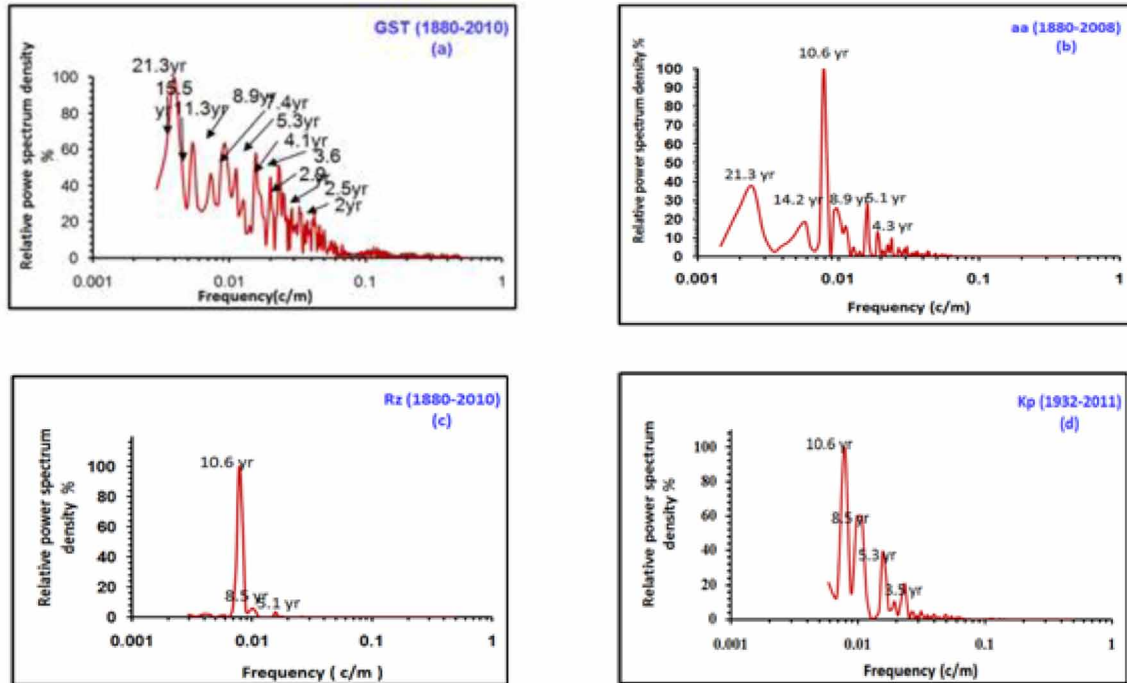 GST (1880-2010)
(a)
Relative powe spectrum density
%
100
80
60
40
20
0
21.3yr
15.5
yr
11.3yr
8.9yr
7.4yr
5.3yr
4.1yr
3.6
2.9
2.5yr
2yr
0.001
0.01
0.1
1
Frequency(c/m)
aa (1880-2008)
(b)
Relative power spectrum
density %
100
90
80
70
60
50
40
30
20
10
0
10.6 yr
21.3 yr
14.2 yr
8.9 yr
5.1 yr
4.3 yr
0.001
0.01
0.1
1
Frequency (c/m)
Rz (1880-2010)
(c)
Relative power spectrum
density %
100
80
60
40
20
0
10.6 yr
8.5 yr
5.1 yr
0.001
0.01
0.1
1
Frequency ( c/m )
Kp (1932-2011)
(d)
Relative power spectrum
density %
100
80
60
40
20
0
10.6 yr
8.5 yr
5.3 yr
3.5 yr
0.001
0.01
0.1
1
Frequency (c/m)